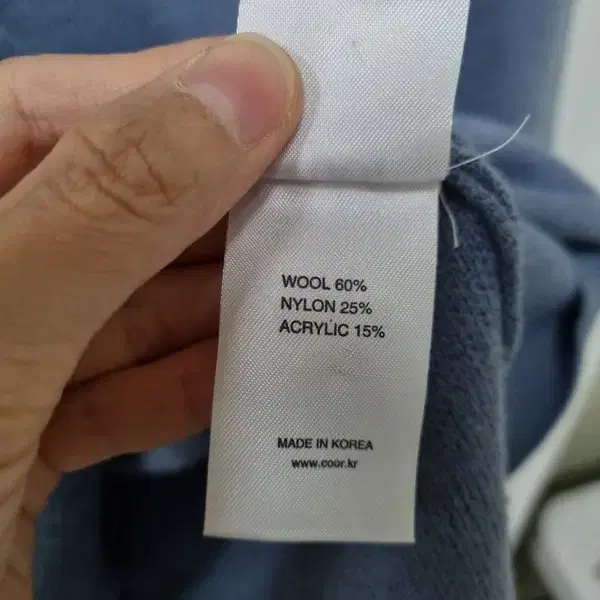 WOOL 60%
NYLON 25%
ACRYLIC 15%
MADE IN KOREA
www.coor.kr